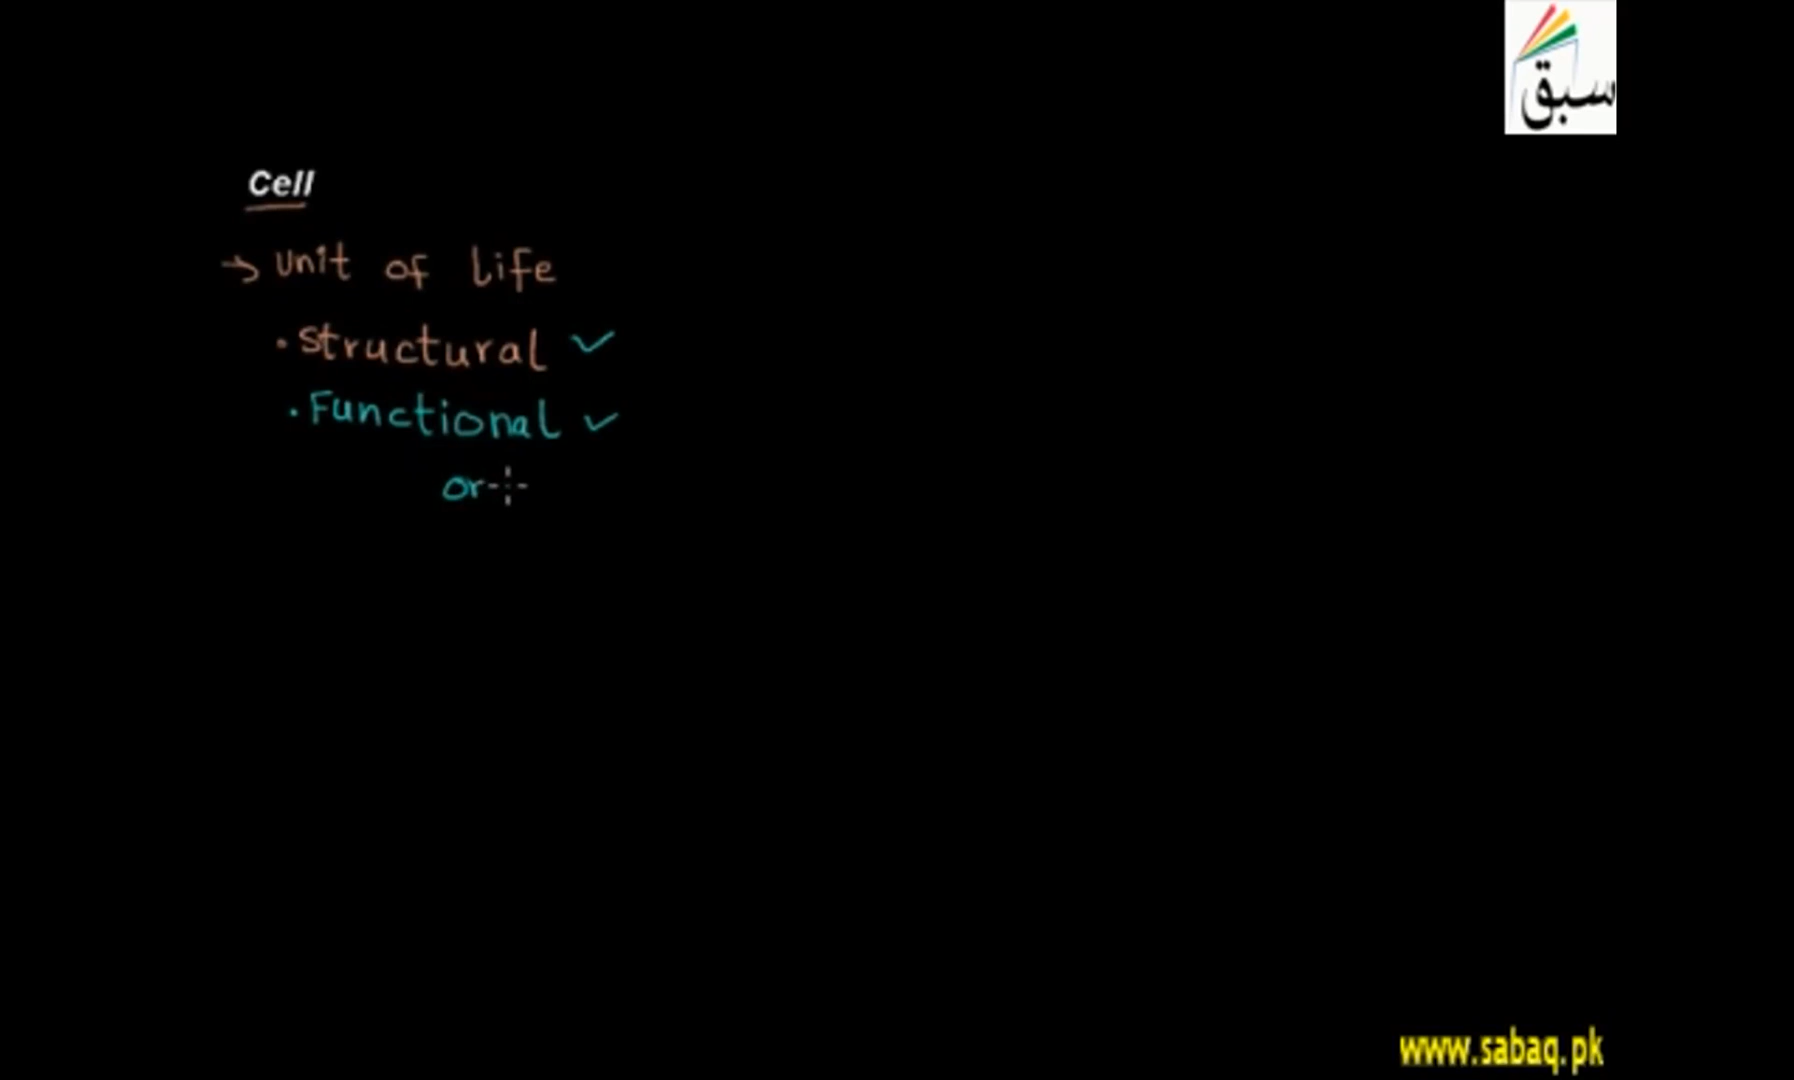 سبق
Cell
→ unit of life
• structural ✓
• Functional ✓
or
www.sabaq.pk